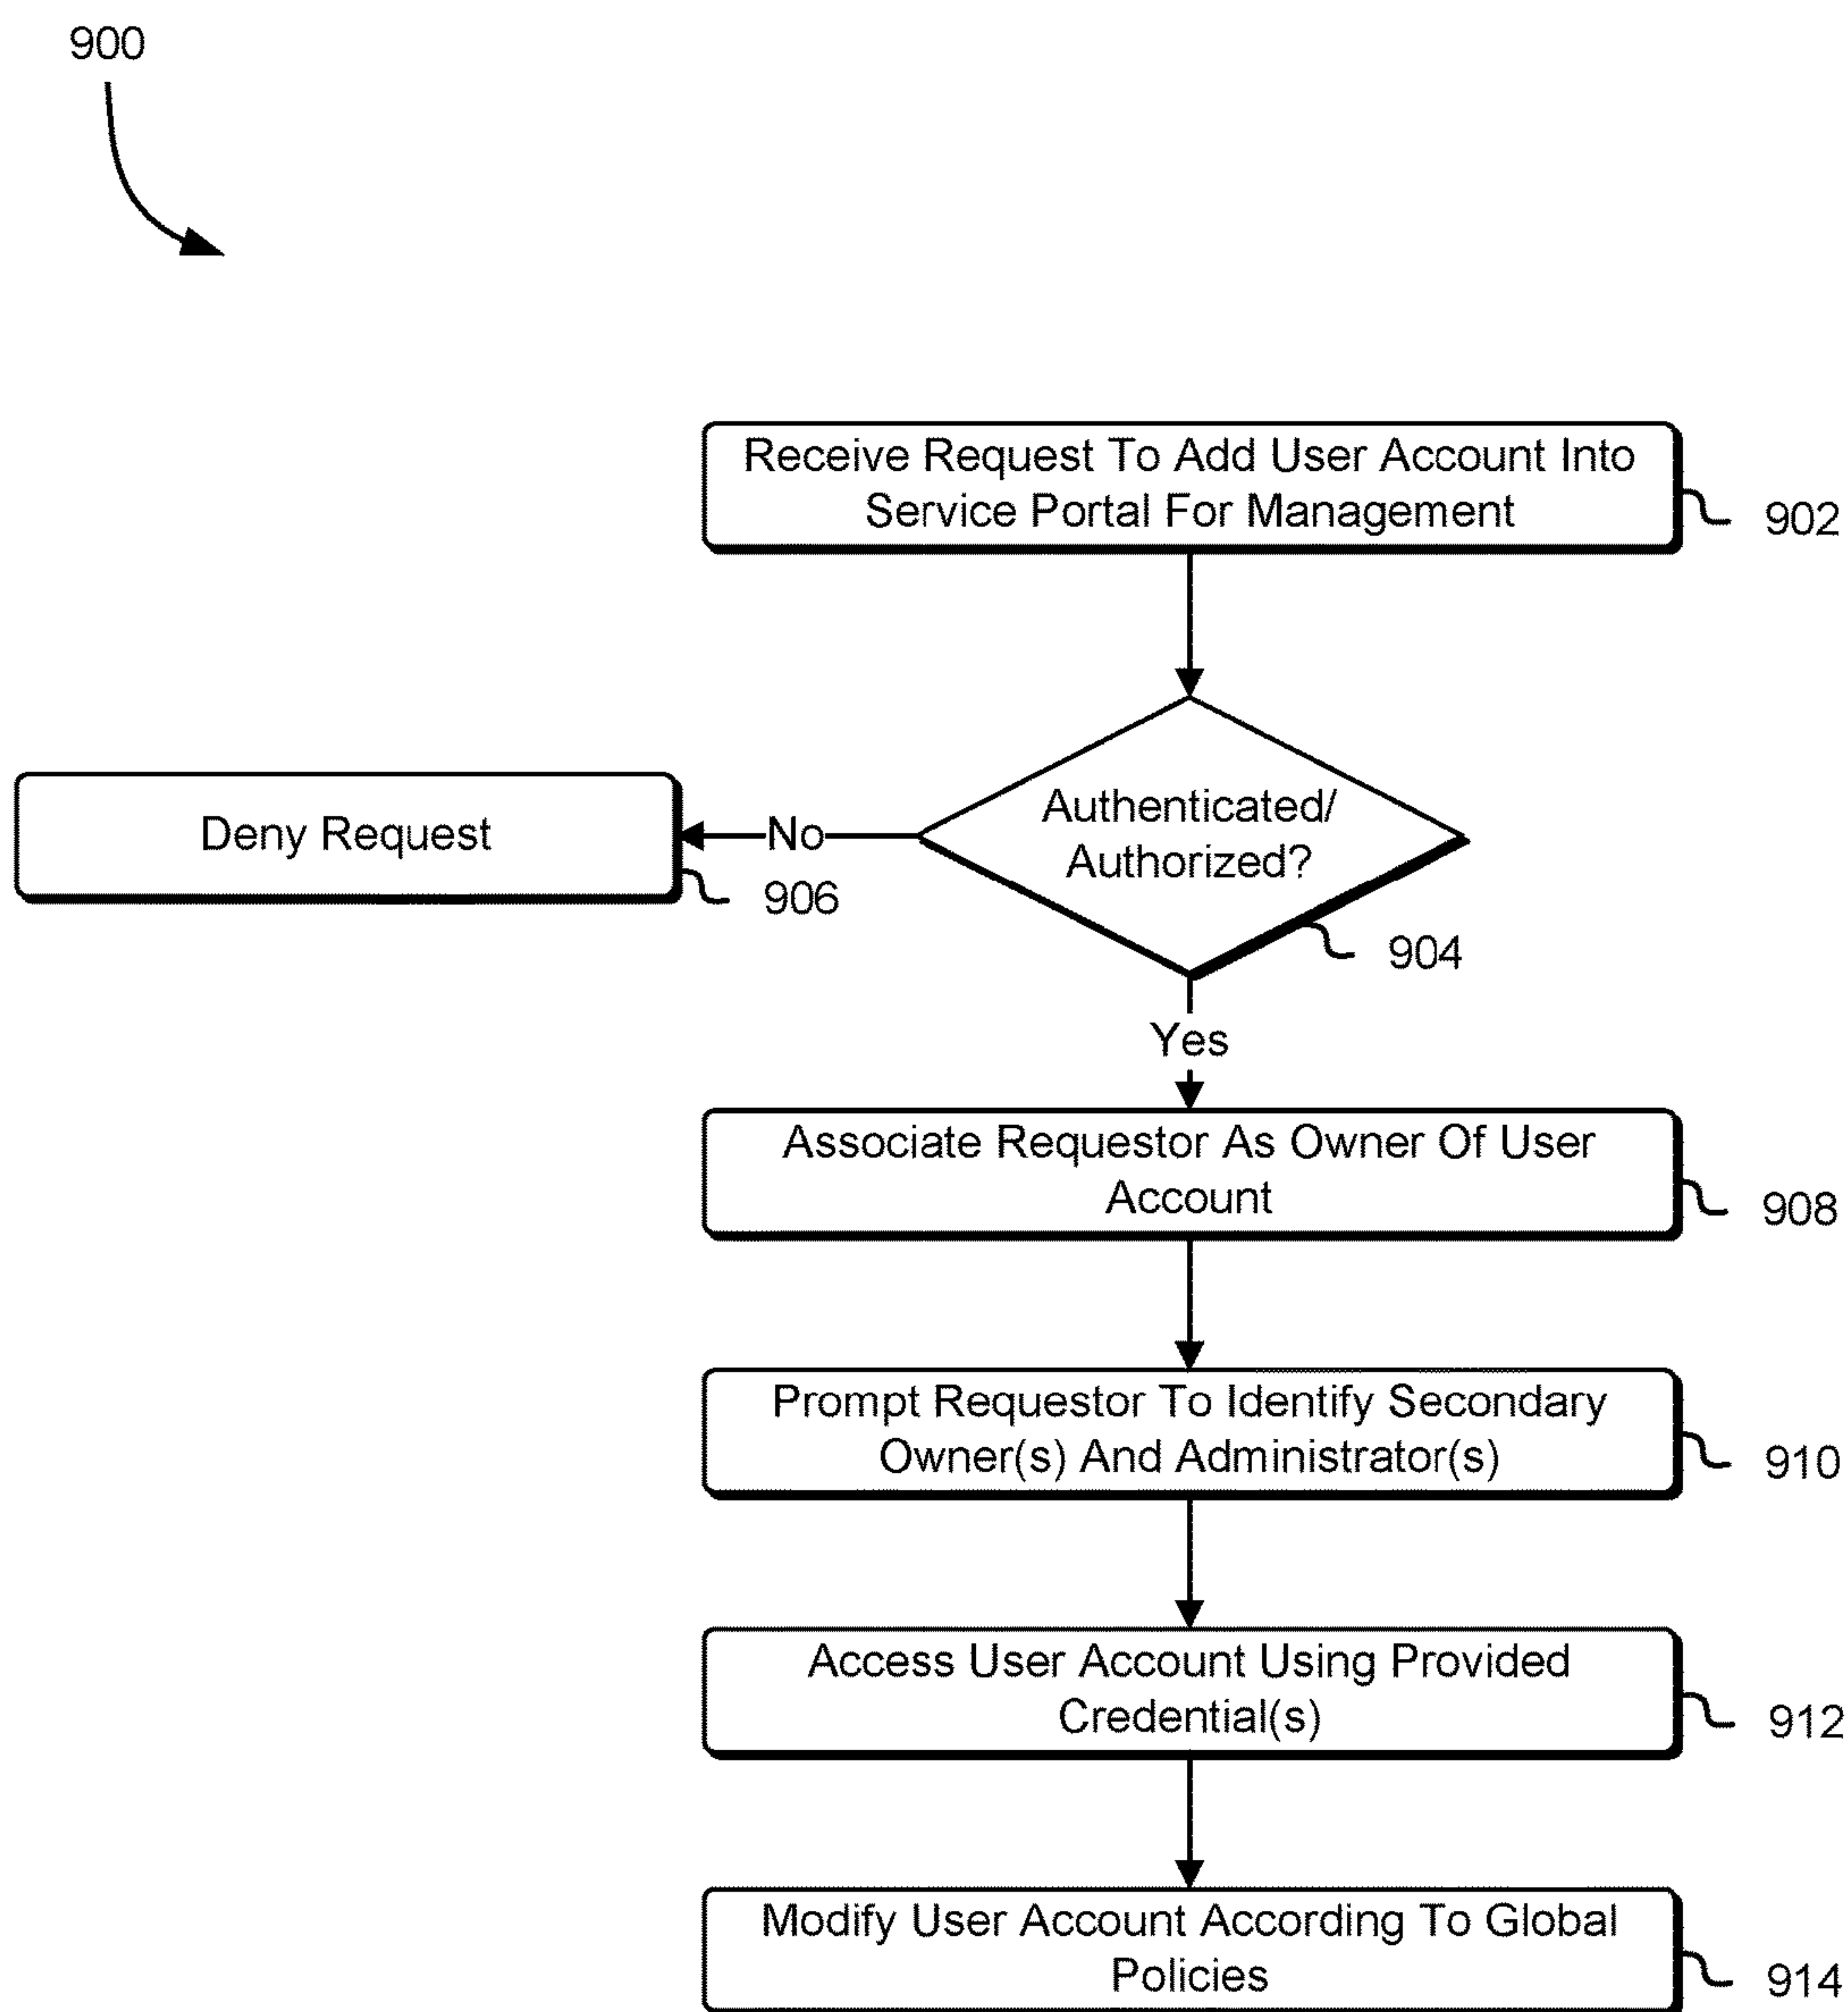 900
Receive Request To Add User Account Into
Service Portal For Management
902
Authenticated/
Authorized?
904
No
Deny Request
906
Yes
Associate Requestor As Owner Of User
Account
908
Prompt Requestor To Identify Secondary
Owner(s) And Administrator(s)
910
Access User Account Using Provided
Credential(s)
912
Modify User Account According To Global
Policies
914